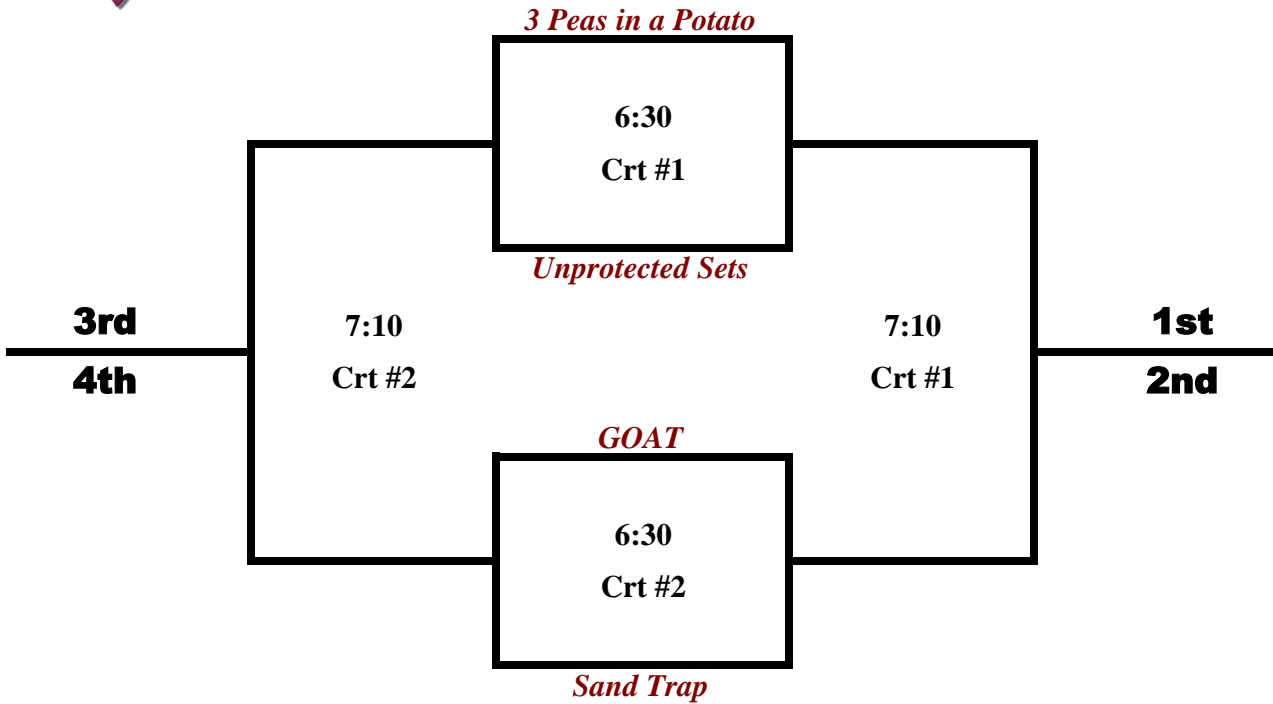 3 Peas in a Potato
6:30
Crt #1
Unprotected Sets
3rd
4th
7:10
Crt #2
7:10
Crt #1
1st
2nd
GOAT
6:30
Crt #2
Sand Trap